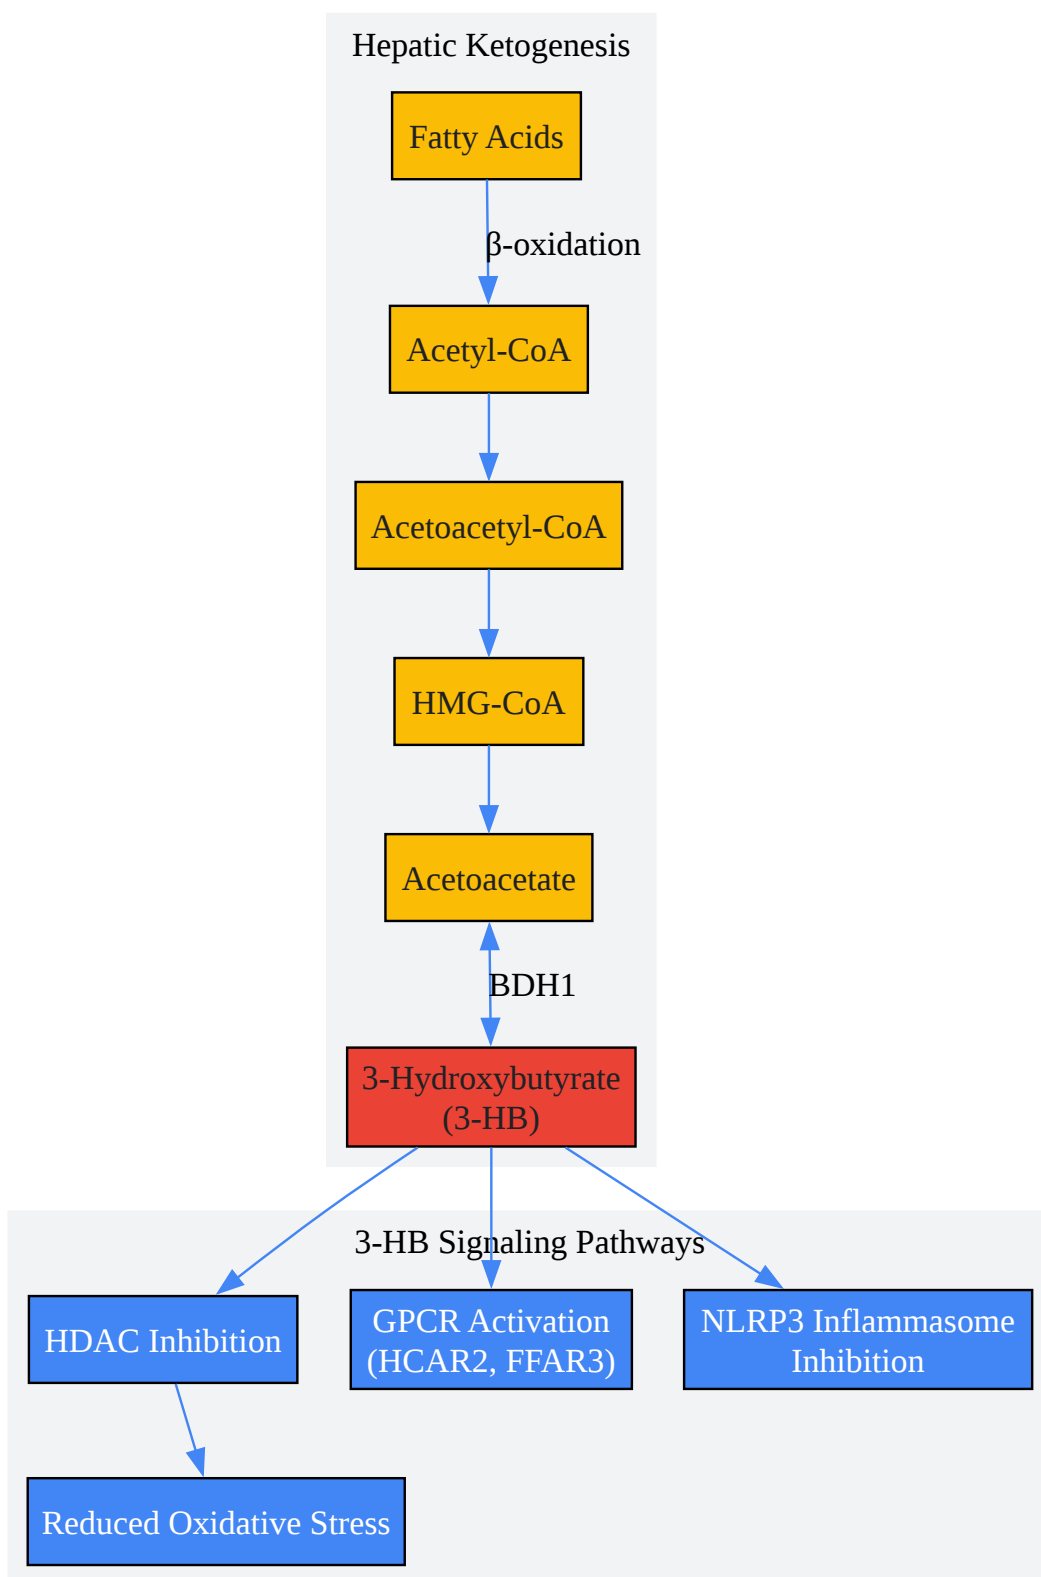 Hepatic Ketogenesis
Fatty Acids
β-oxidation
Acetyl-CoA
Acetoacetyl-CoA
HMG-CoA
Acetoacetate
BDH1
3-Hydroxybutyrate
(3-HB)
3-HB Signaling Pathways
HDAC Inhibition
GPCR Activation
(HCAR2, FFAR3)
NLRP3 Inflammasome
Inhibition
Reduced Oxidative Stress